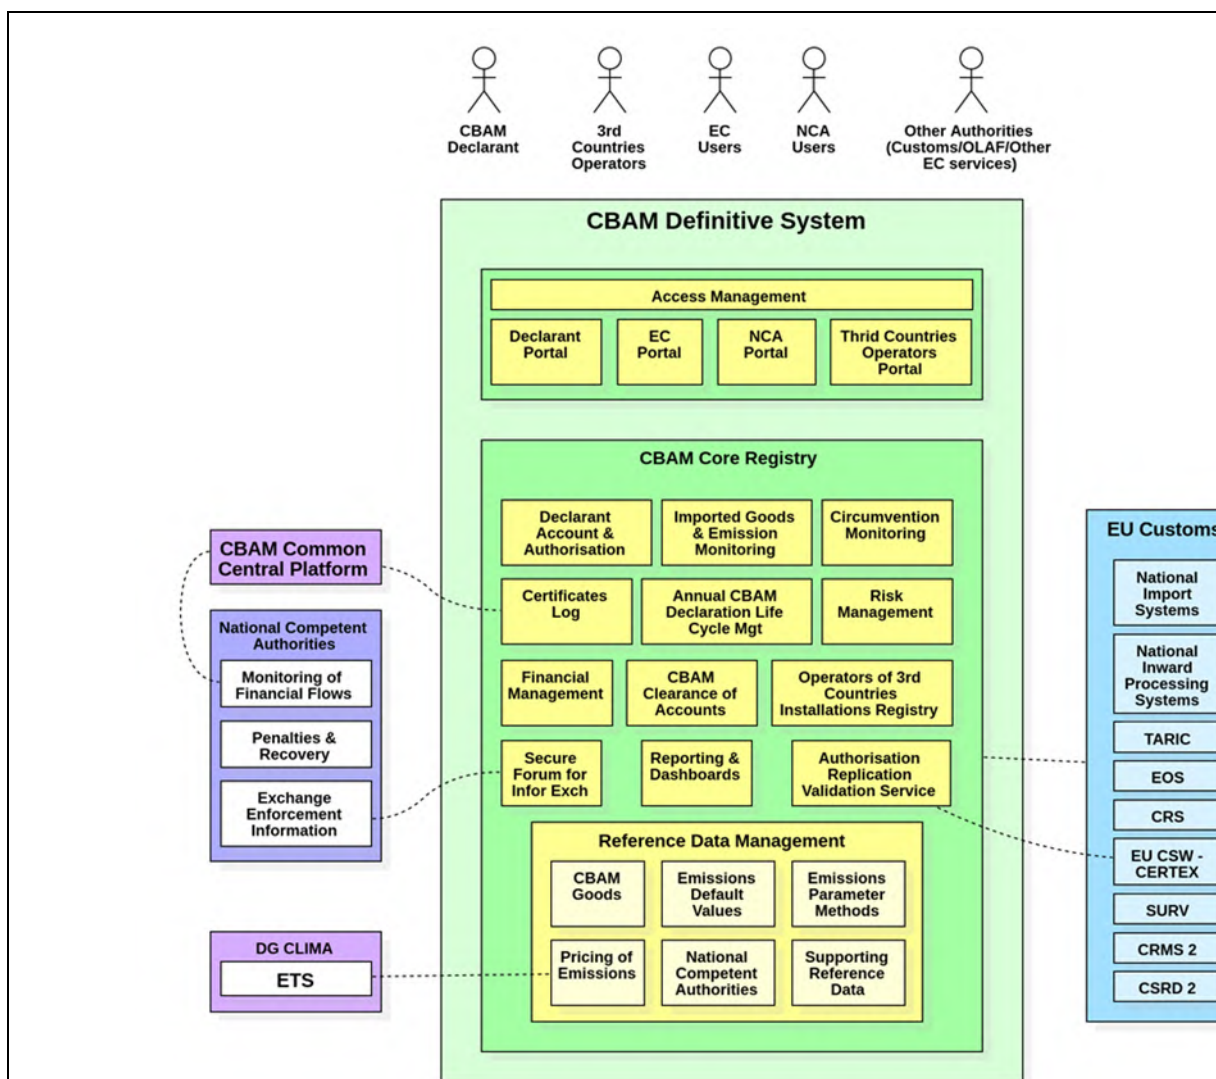 CBAM
Declarant
3rd
Countries
Operators
EC
Users
NCA
Users
Other Authorities
(Customs/OLAF/Other
EC services)
CBAM Definitive System
Access Management
Declarant
Portal
EC
Portal
NCA
Portal
Thrid Countries
Operators
Portal
CBAM Core Registry
Declarant
Account &
Authorisation
Imported Goods
& Emission
Monitoring
Circumvention
Monitoring
Certificates
Log
Annual CBAM
Declaration Life
Cycle Mgt
Risk
Management
Financial
Management
CBAM
Clearance of
Accounts
Operators of 3rd
Countries
Installations Registry
Secure
Forum for
Infor Exch
Reporting &
Dashboards
Authorisation
Replication
Validation Service
Reference Data Management
CBAM
Goods
Emissions
Default
Values
Emissions
Parameter
Methods
Pricing of
Emissions
National
Competent
Authorities
Supporting
Reference
Data
CBAM Common
Central Platform
National Competent
Authorities
Monitoring of
Financial Flows
Penalties &
Recovery
Exchange
Enforcement
Information
DG CLIMA
ETS
EU Customs
National
Import
Systems
National
Inward
Processing
Systems
TARIC
EOS
CRS
EU CSW -
CERTEX
SURV
CRMS 2
CSRD 2